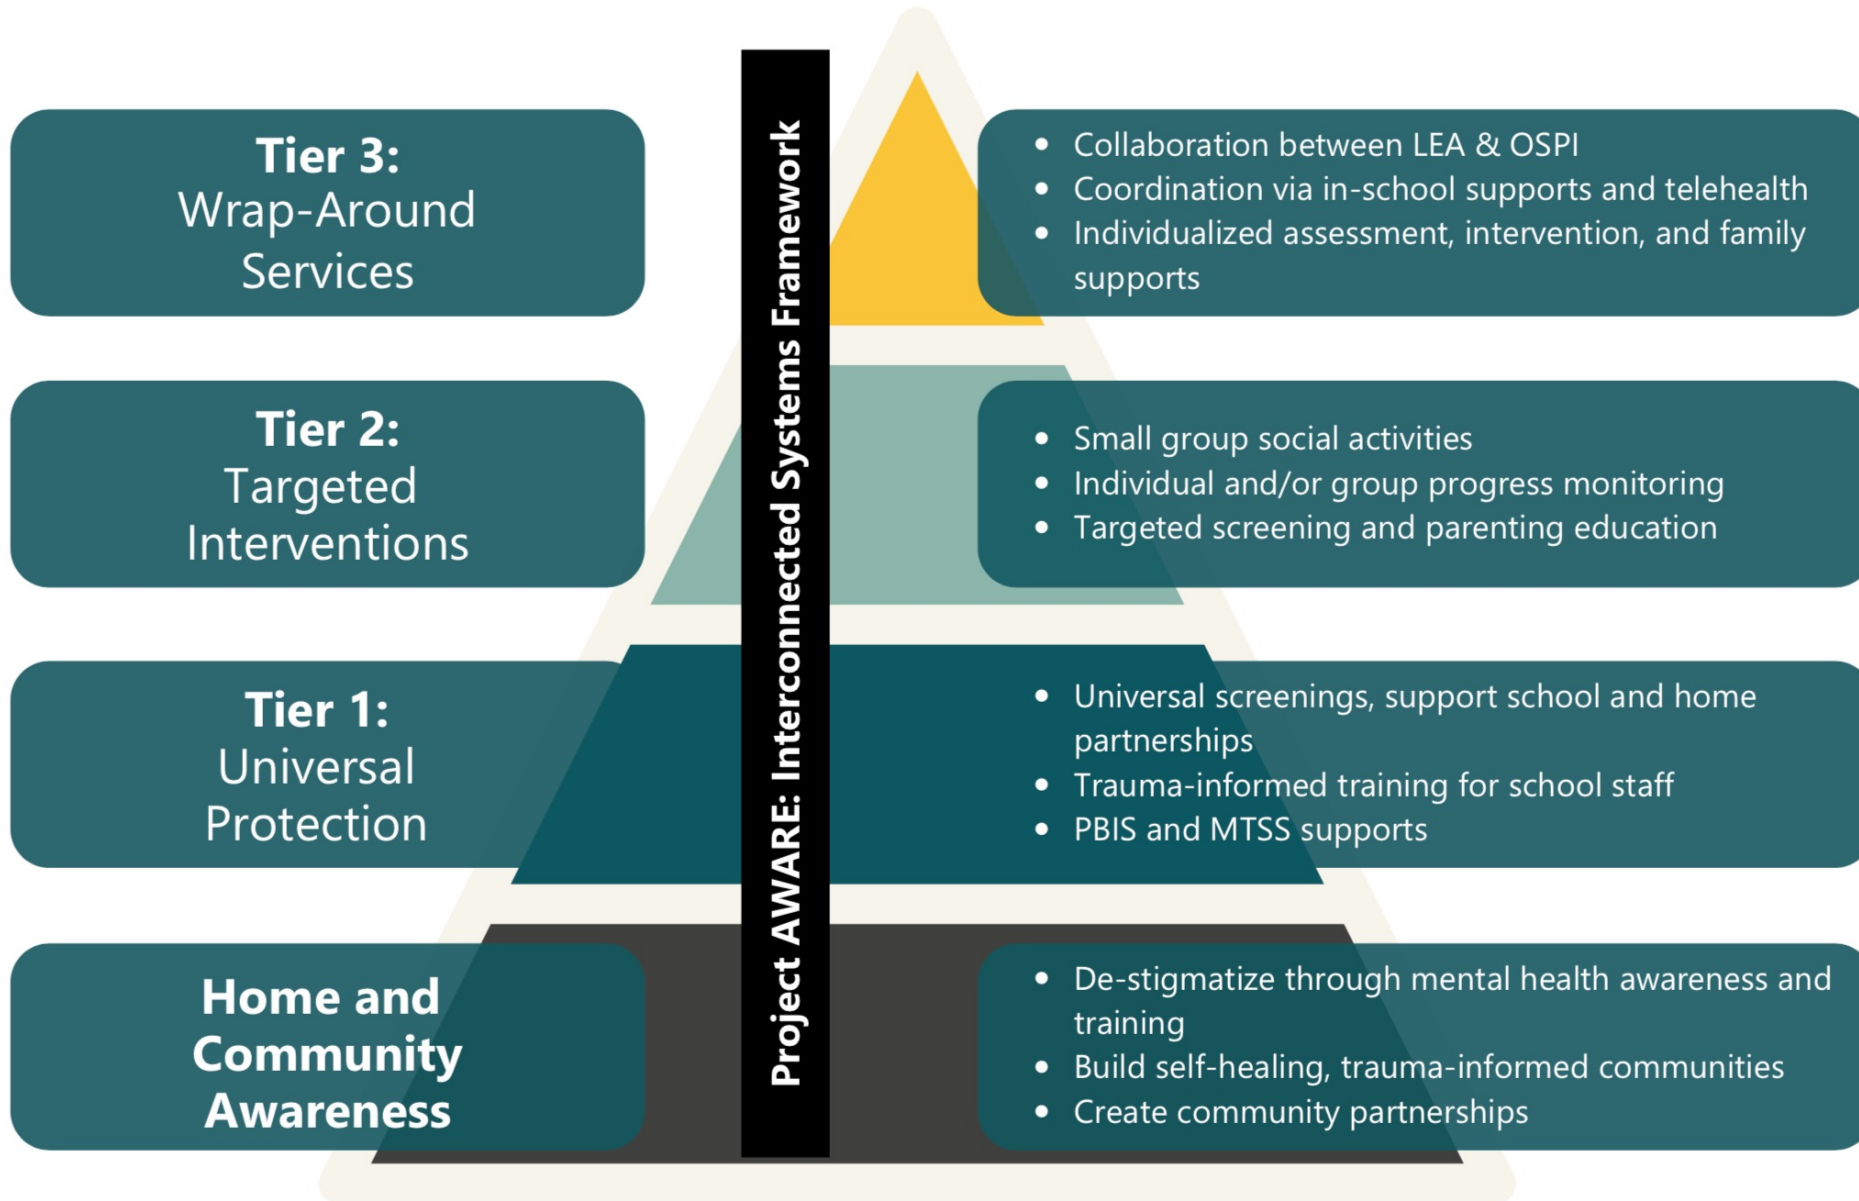 Project AWARE: Interconnected Systems Framework
Tier 3:
Wrap-Around
Services
• Collaboration between LEA & OSPI
• Coordination via in-school supports and telehealth
• Individualized assessment, intervention, and family
supports
Tier 2:
Targeted
Interventions
• Small group social activities
• Individual and/or group progress monitoring
• Targeted screening and parenting education
Tier 1:
Universal
Protection
• Universal screenings, support school and home
partnerships
• Trauma-informed training for school staff
• PBIS and MTSS supports
Home and
Community
Awareness
• De-stigmatize through mental health awareness and
training
• Build self-healing, trauma-informed communities
• Create community partnerships